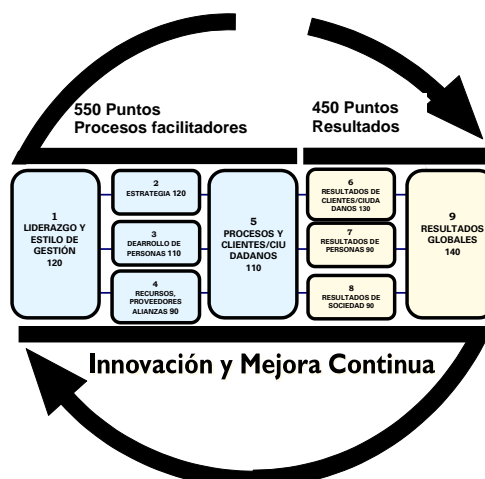 550 Puntos
Procesos facilitadores
450 Puntos
Resultados
1
LIDERAZGO Y
ESTILO DE
GESTIÓN
120
2
ESTRATEGIA 120
3
DEARROLLO DE
PERSONAS 110
4
RECURSOS,
PROVEEDORES
ALIANZAS 90
5
PROCESOS Y
CLIENTES/CIU
DADANOS
110
6
RESULTADOS DE
CLIENTES/CIUDA
DANOS 130
7
RESULTADOS DE
PERSONAS 90
8
RESULTADOS DE
SOCIEDAD 90
9
RESULTADOS
GLOBALES
140
Innovación y Mejora Continua